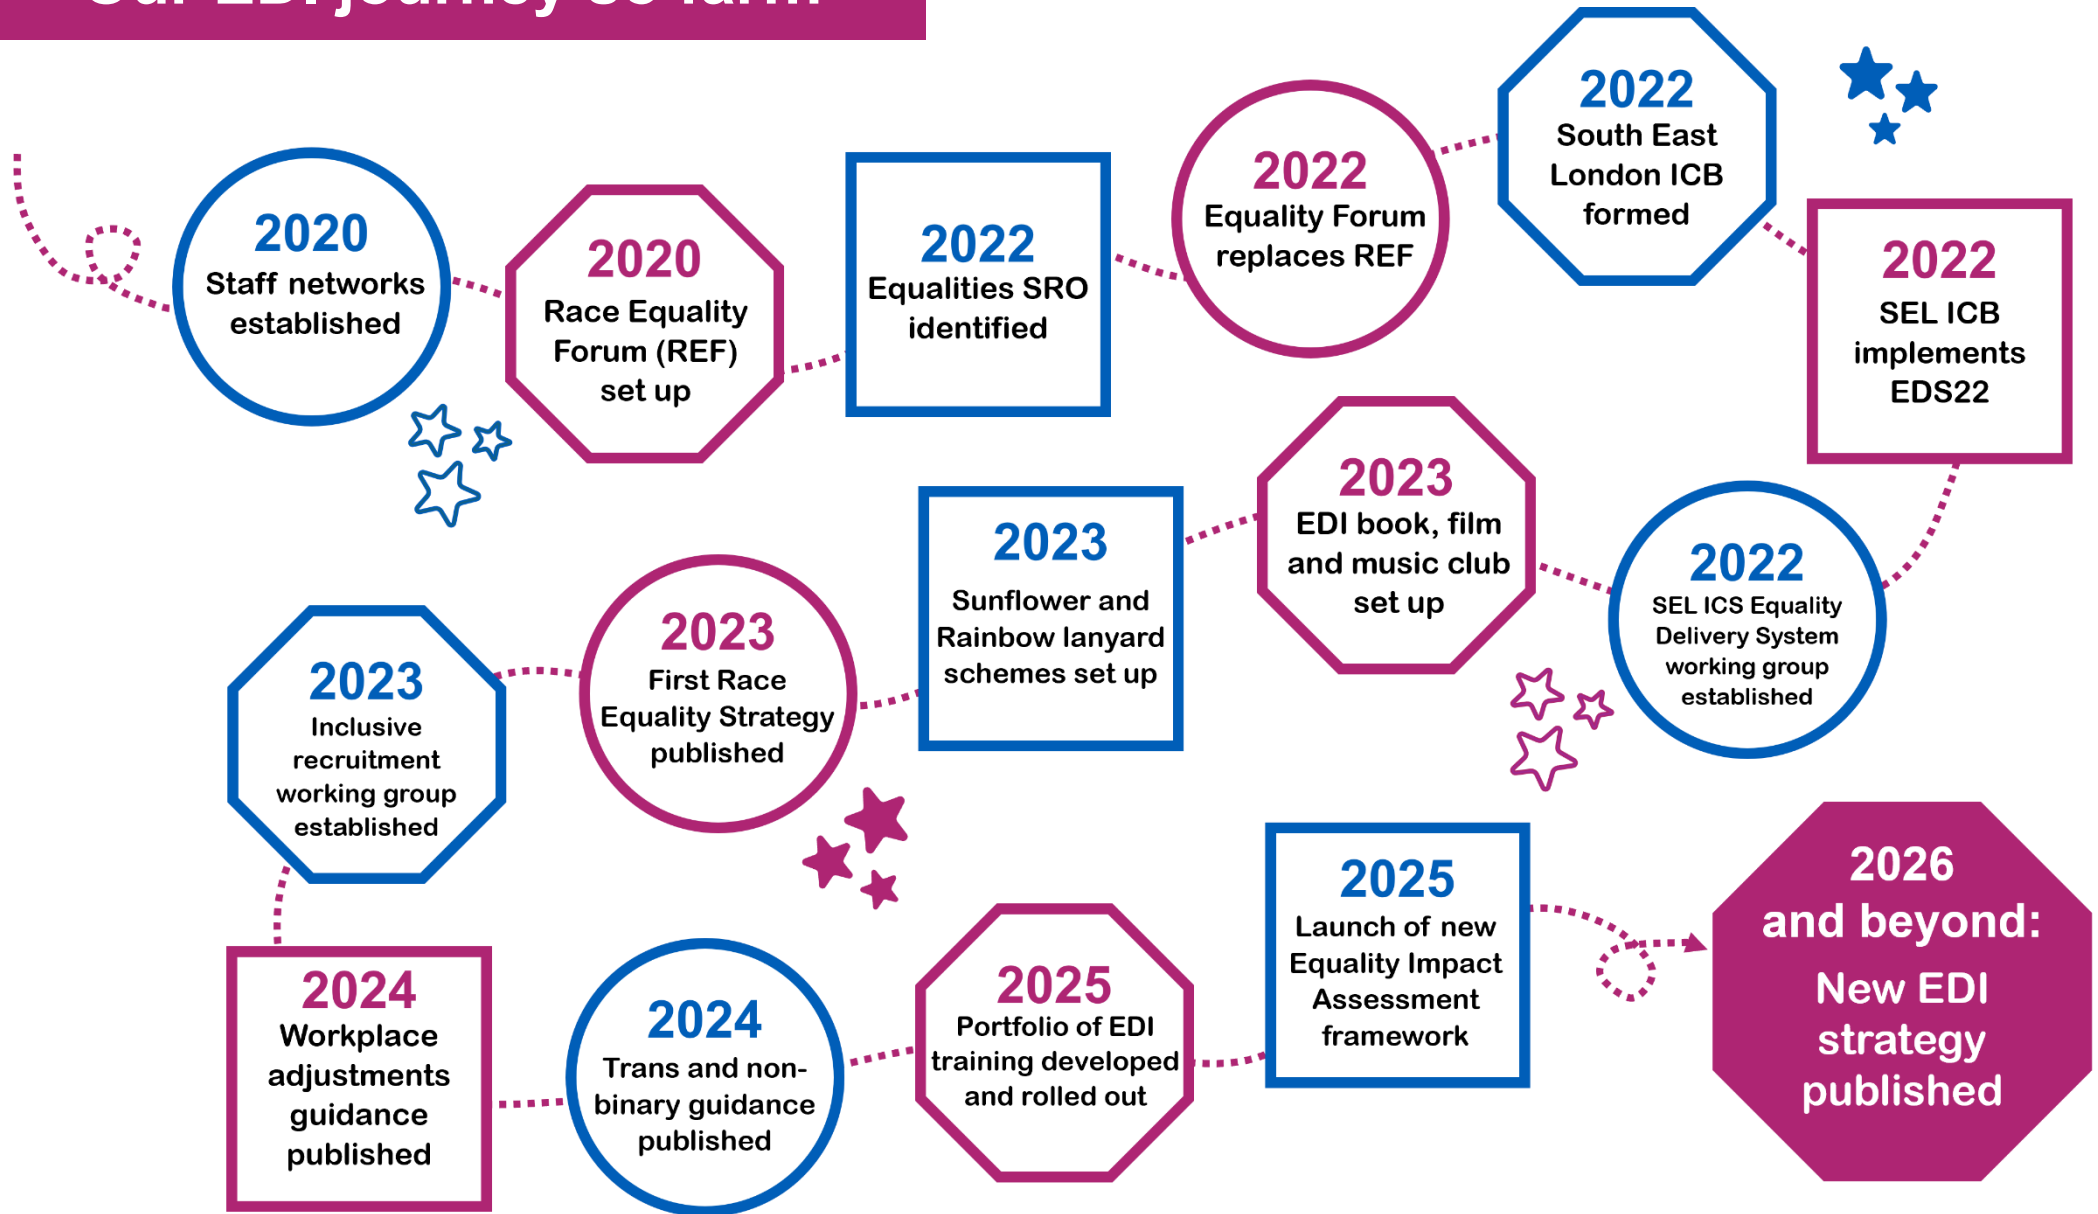 Our EDI journey so far...
2020
Staff networks
established
2020
Race Equality
Forum (REF)
set up
2022
Equalities SRO
identified
2022
Equality Forum
replaces REF
2022
South East
London ICB
formed
2022
SEL ICB
implements
EDS22
2022
SEL ICS Equality
Delivery System
working group
established
2023
EDI book, film
and music club
set up
2023
Sunflower and
Rainbow lanyard
schemes set up
2023
First Race
Equality Strategy
published
2023
Inclusive
recruitment
working group
established
2024
Workplace
adjustments
guidance
published
2024
Trans and non-
binary guidance
published
2025
Portfolio of EDI
training developed
and rolled out
2025
Launch of new
Equality Impact
Assessment
framework
2026
and beyond:
New EDI
strategy
published